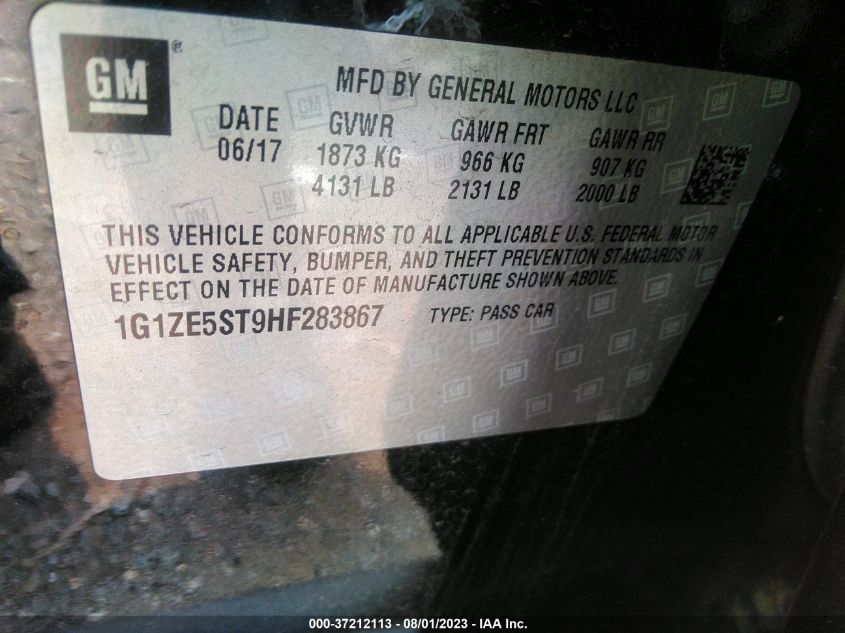 GM ®
MFD BY GENERAL MOTORS LLC
DATE GVWR GAWR FRT GAWR RR
06/17 1873 KG 966 KG 907 KG
4131 LB 2131 LB 2000 LB
THIS VEHICLE CONFORMS TO ALL APPLICABLE U.S. FEDERAL MOTOR
VEHICLE SAFETY, BUMPER, AND THEFT PREVENTION STANDARDS IN
EFFECT ON THE DATE OF MANUFACTURE SHOWN ABOVE.
1G1ZE5ST9HF283867 TYPE: PASS CAR
000-37212113 - 08/01/2023 - IAA Inc.